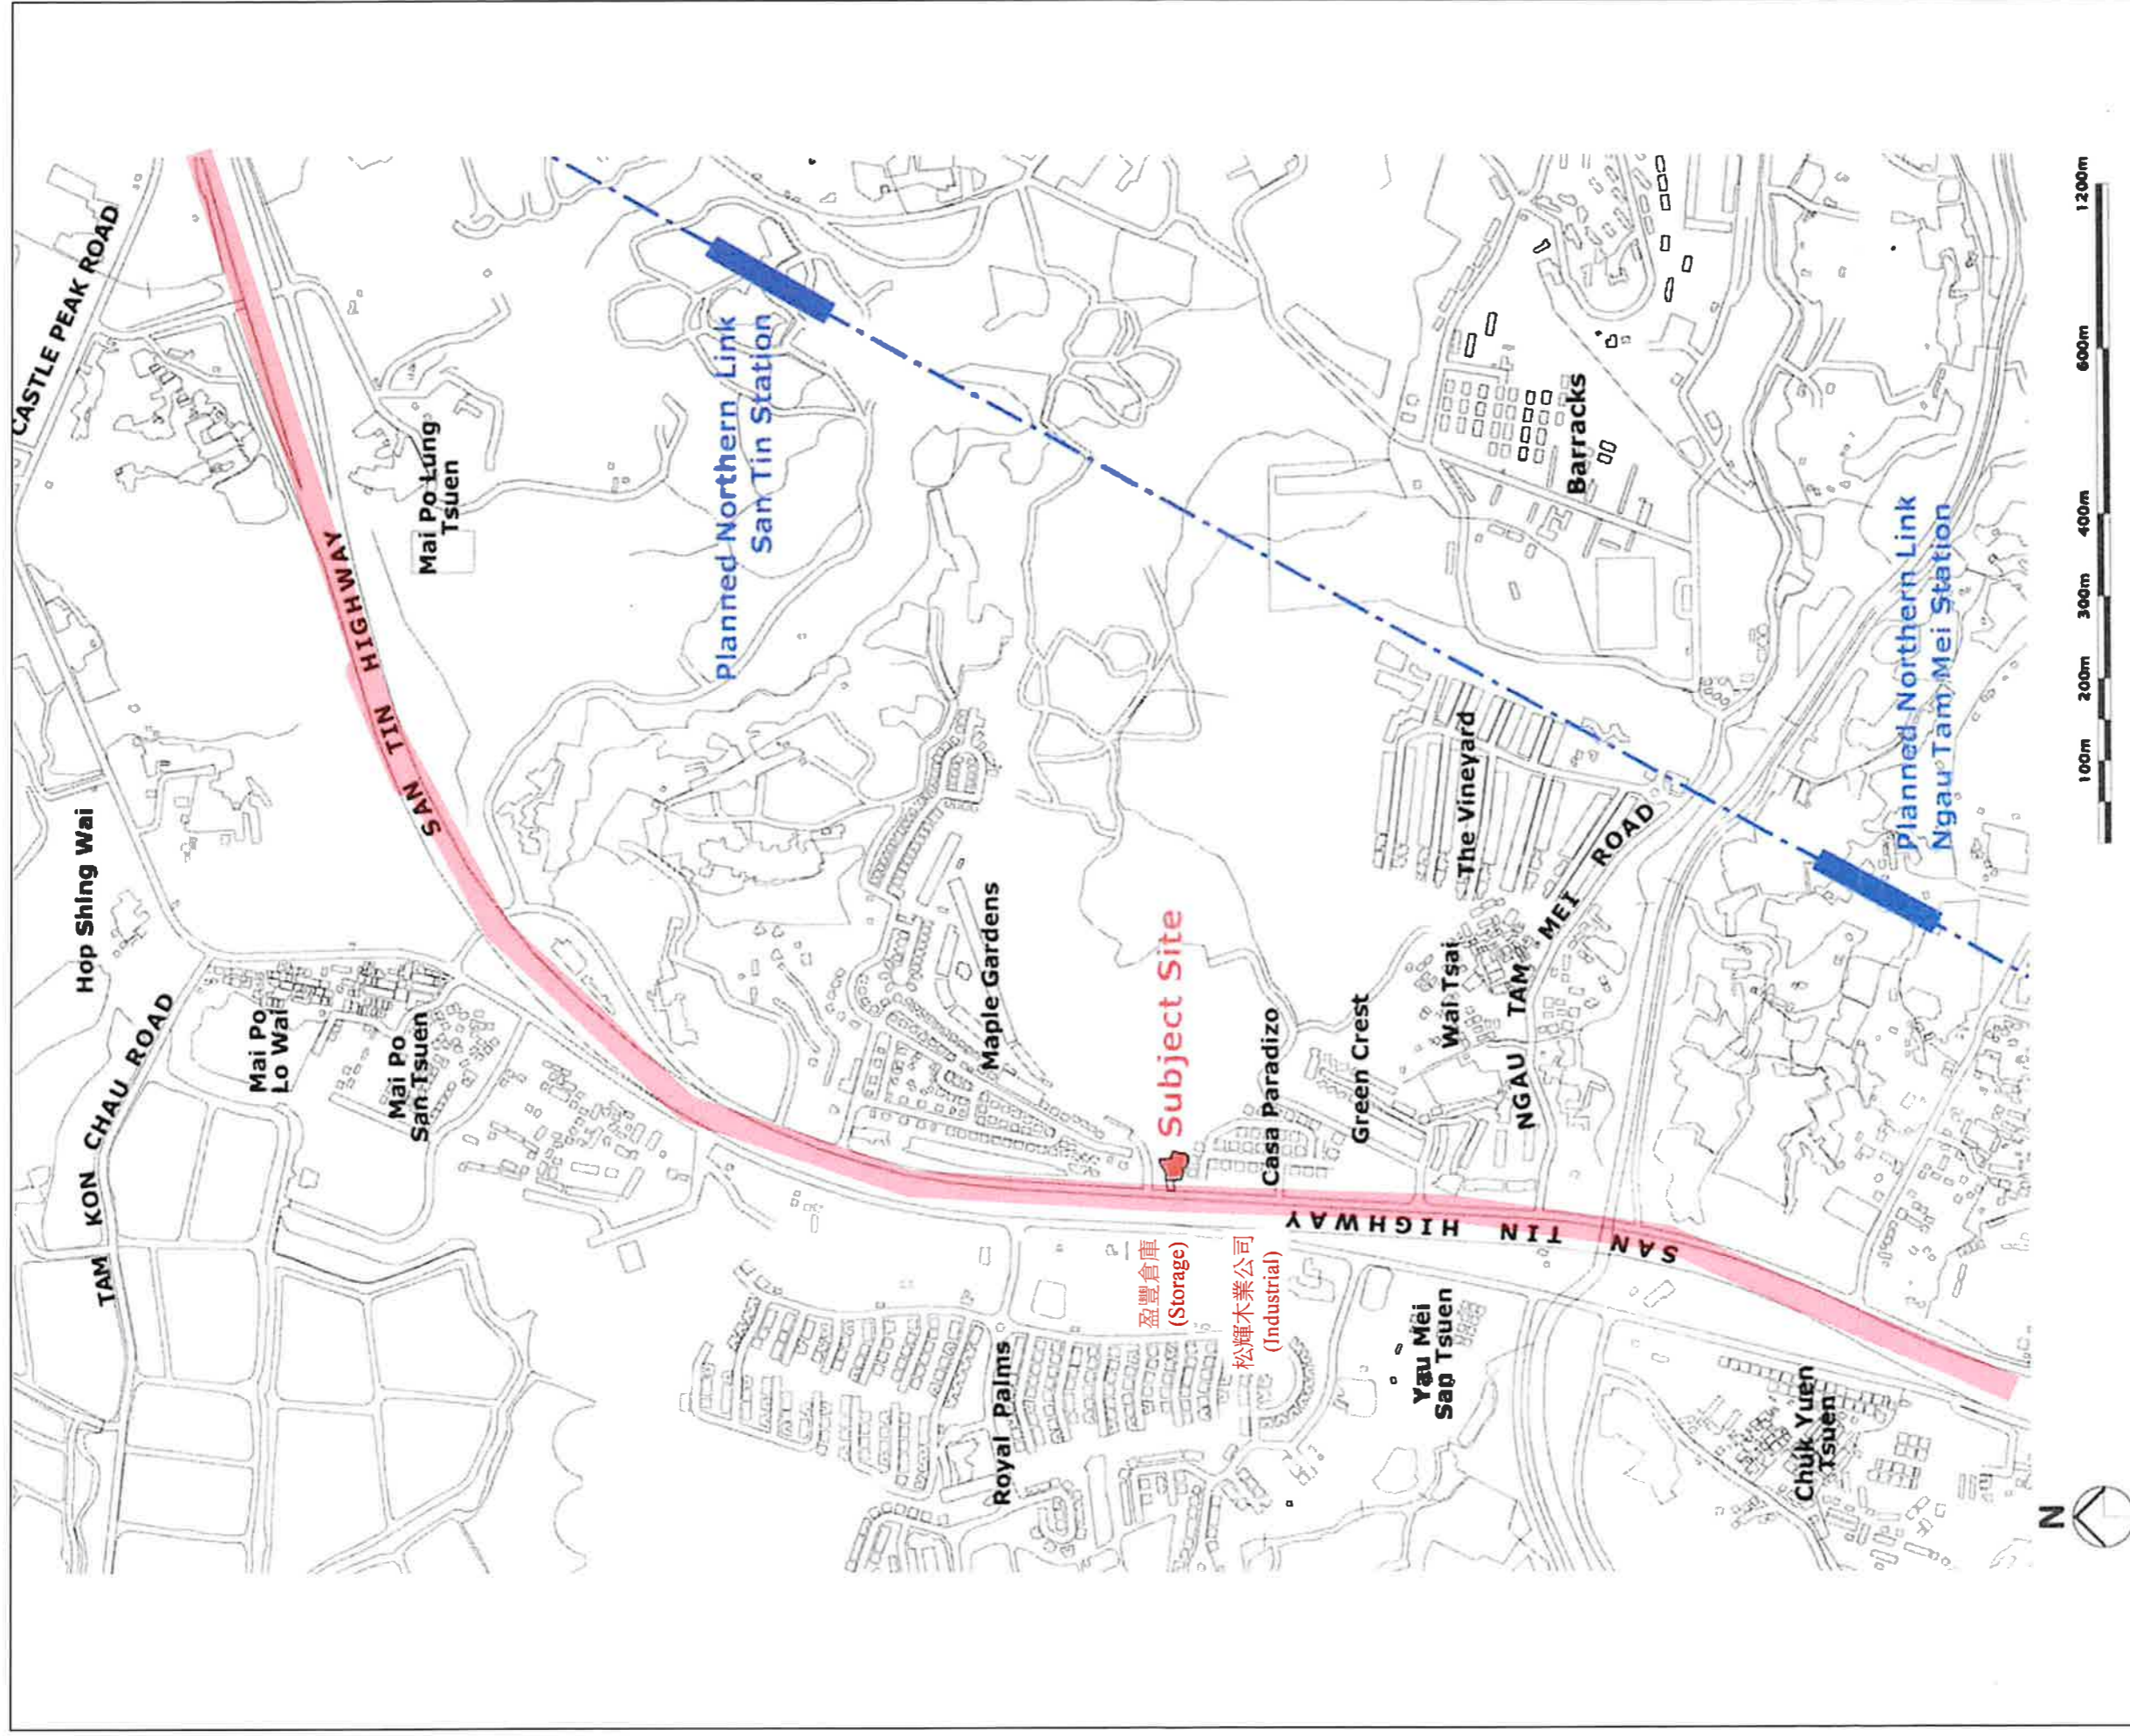 CASTLE PEAK ROAD
Hop Shing Wai
TAM KON CHAU ROAD
Mai Po
Lo Wai
Mai Po
San Tsuen
SAN TIN HIGHWAY
Mai Po Lung
Tsuen
Planned Northern Link
San Tin Station
Maple Gardens
Subject Site
Casa Paradizo
Green Crest
Wai Tsai
The Vineyard
NGAU TAM MEI ROAD
Barracks
Planned Northern Link
Ngau Tam Mei Station
SAN TIN HIGHWAY
盈豐倉庫
(Storage)
松輝木業公司
(Industrial)
Royal Palms
Yau Mei
San Tsuen
Chuk Yuen
Tsuen
N
100m 200m 300m 400m 600m 1200m